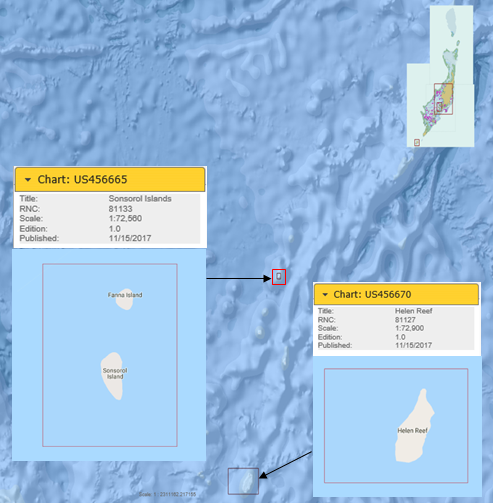 Chart: US456665
Title: Sonsorol Islands
RNC: 81133
Scale: 1:72,560
Edition: 1.0
Published: 11/15/2017
Fanna Island
Sonsorol
Island
Chart: US456670
Title: Helen Reef
RNC: 81127
Scale: 1:72,900
Edition: 1.0
Published: 11/15/2017
Helen Reef